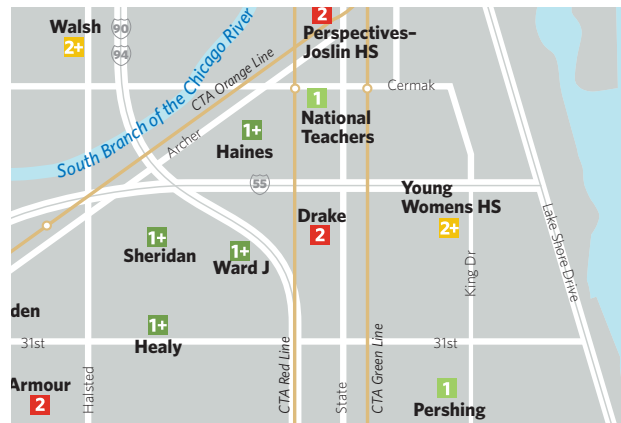 Walsh
2+
90
94
South Branch of the Chicago River
CTA Orange Line
2
Perspectives–
Joslin HS
Cermak
1
National
Teachers
1+
Haines
Archer
55
Young
Womens HS
2+
Drake
2
1+
Sheridan
1+
Ward J
King Dr
Lake Shore Drive
den
1+
Healy
31st
31st
Armour
2
Halsted
CTA Red Line
State
CTA Green Line
1
Pershing